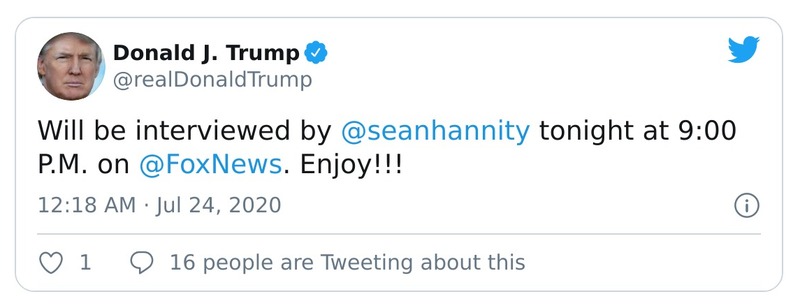 Donald J. Trump
@realDonaldTrump
Will be interviewed by @seanhannity tonight at 9:00
P.M. on @FoxNews. Enjoy!!!
12:18 AM · Jul 24, 2020
1 16 people are Tweeting about this